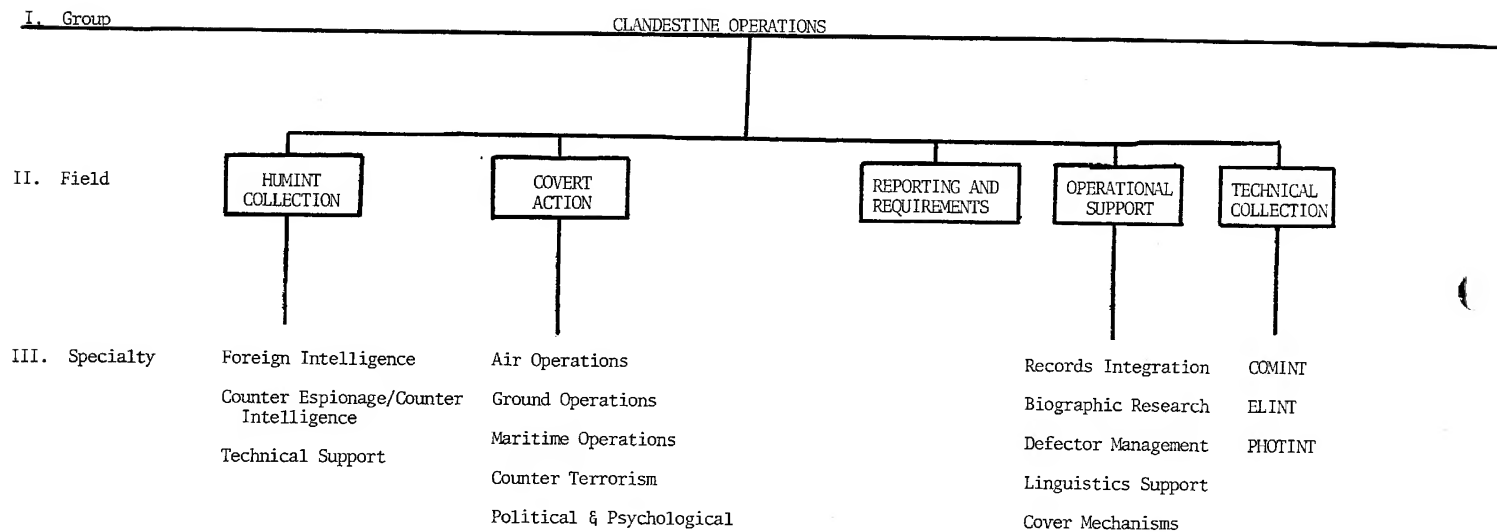 I. Group
CLANDESTINE OPERATIONS
II. Field
HUMINT
COLLECTION
COVERT
ACTION
REPORTING AND
REQUIREMENTS
OPERATIONAL
SUPPORT
TECHNICAL
COLLECTION
III. Specialty
Foreign Intelligence
Counter Espionage/Counter
Intelligence
Technical Support
Air Operations
Ground Operations
Maritime Operations
Counter Terrorism
Political & Psychological
Records Integration
Biographic Research
Defector Management
Linguistics Support
Cover Mechanisms
COMINT
ELINT
PHOTINT